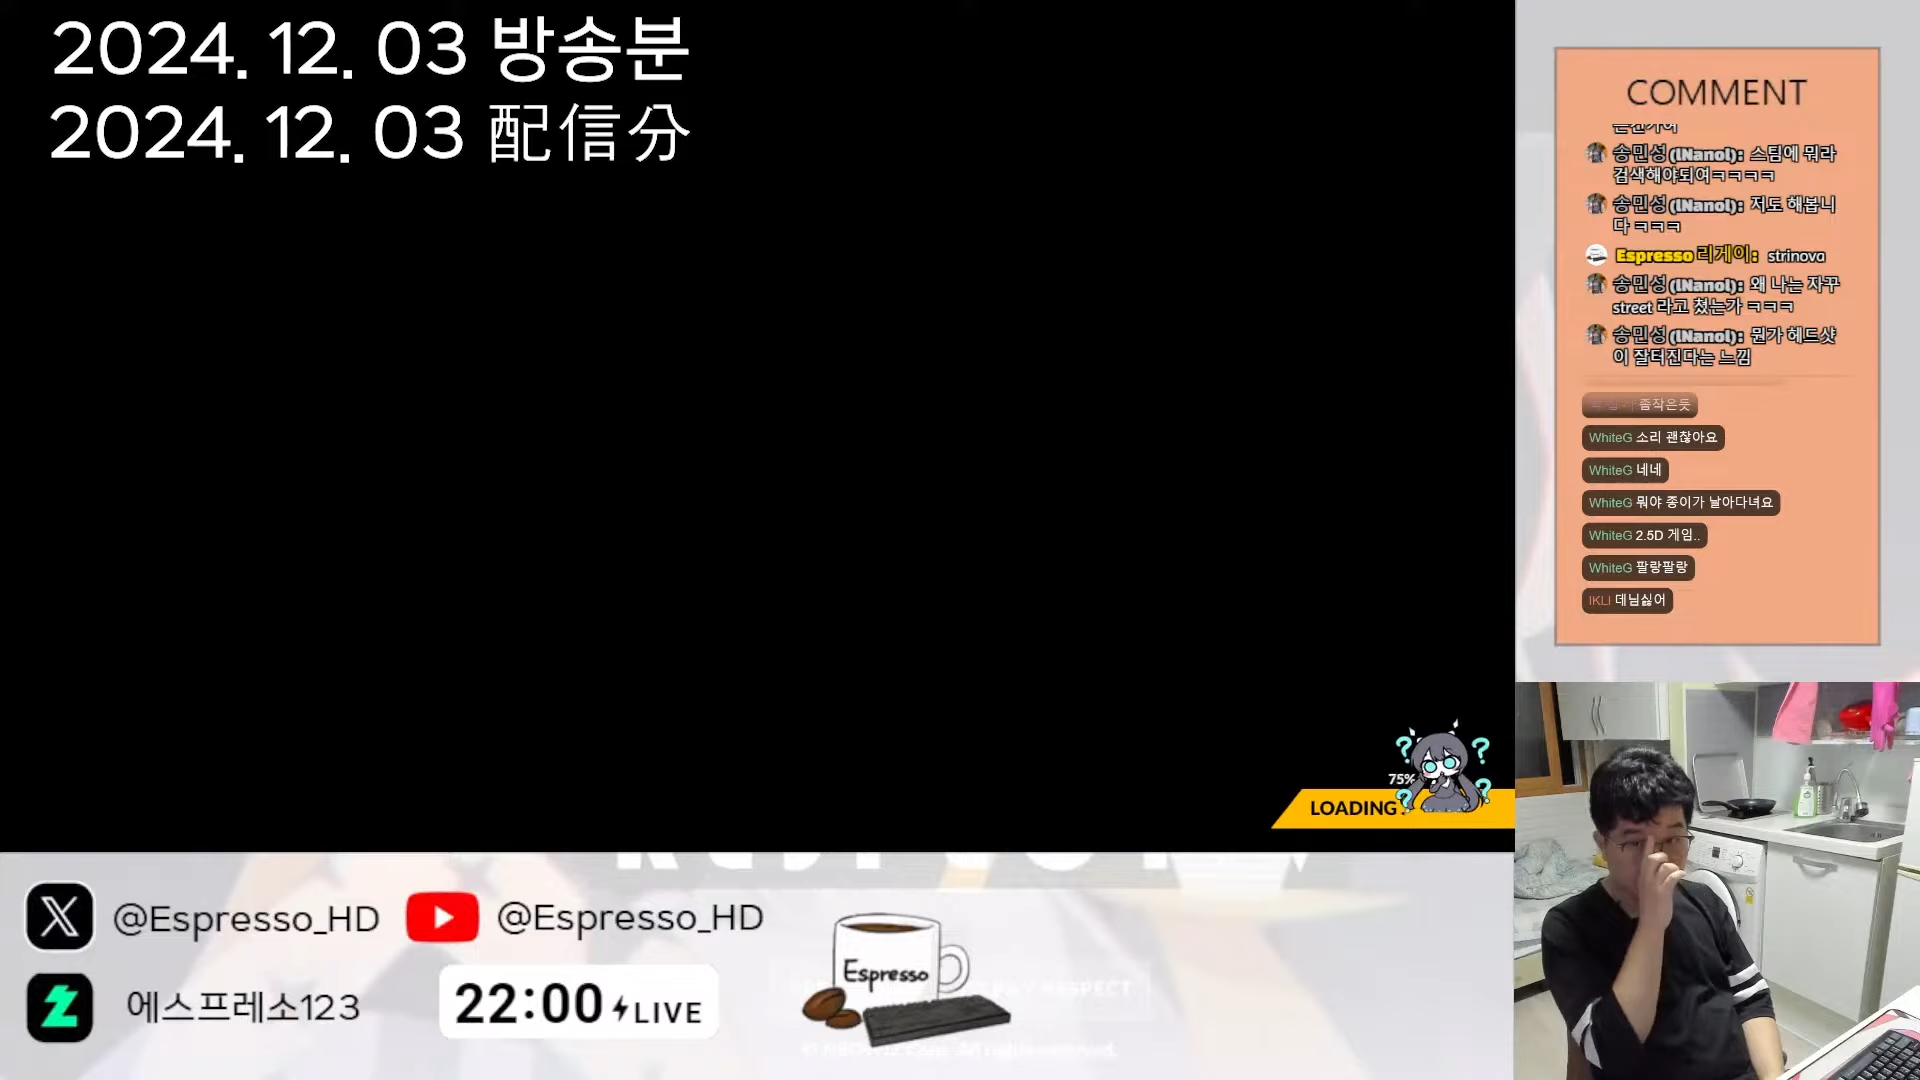 2024. 12. 03 방송분
2024. 12. 03 配信分
COMMENT
송민성(lNanol): 스팀에 뭐라
검색해야되여ㅋㅋㅋㅋ
송민성(lNanol): 저도 해봅니
다 ㅋㅋㅋ
Espresso리게이: strinova
송민성(lNanol): 왜 나는 자꾸
street 라고 쳤는가 ㅋㅋㅋ
송민성(lNanol): 뭔가 헤드샷
이 잘터진다는 느낌
좀작은듯
WhiteG 소리 괜찮아요
WhiteG 네네
WhiteG 뭐야 종이가 날아다녀요
WhiteG 2.5D 게임..
WhiteG 팔랑팔랑
IKLI 데님싫어
75%
LOADING
@Espresso_HD
@Espresso_HD
에스프레소123
22:00 LIVE
Espresso